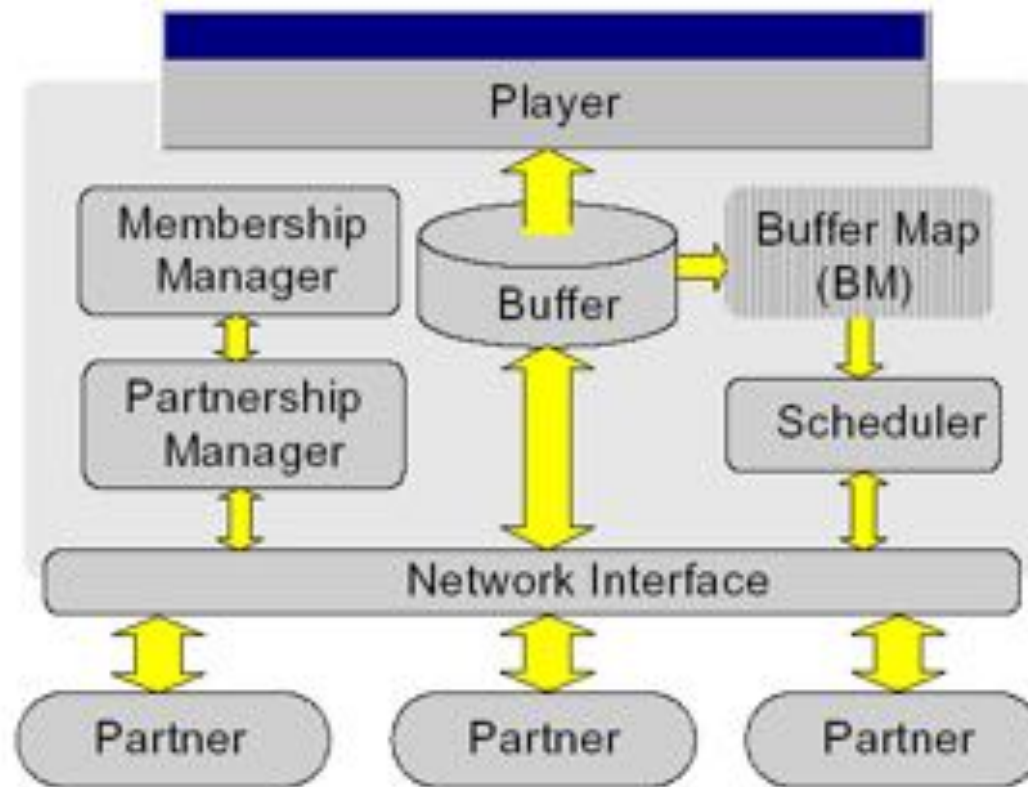 Player
Membership
Manager
Buffer
Buffer Map
(BM)
Partnership
Manager
Scheduler
Network Interface
Partner
Partner
Partner